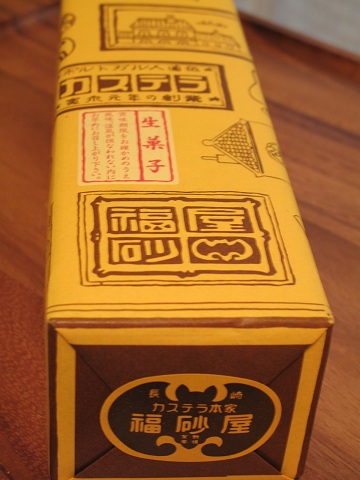 ポルトガル人直伝
カステラ
寛永元年の創業
生菓子
福砂屋
長崎
カステラ本家
福砂屋